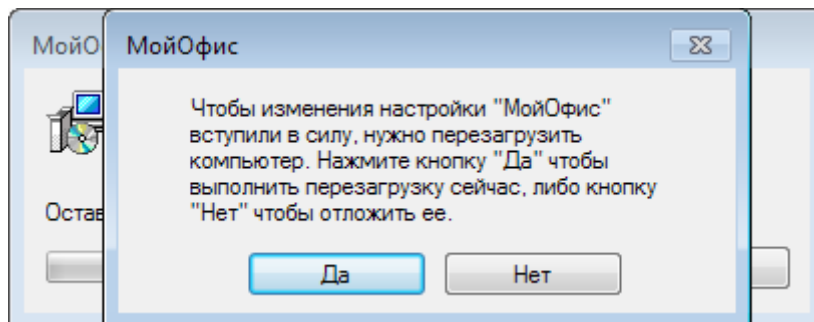 МойО
МойОфис
Чтобы изменения настройки "МойОфис"
вступили в силу, нужно перезагрузить
компьютер. Нажмите кнопку "Да" чтобы
выполнить перезагрузку сейчас, либо кнопку
"Нет" чтобы отложить ее.
Остав
Да
Нет